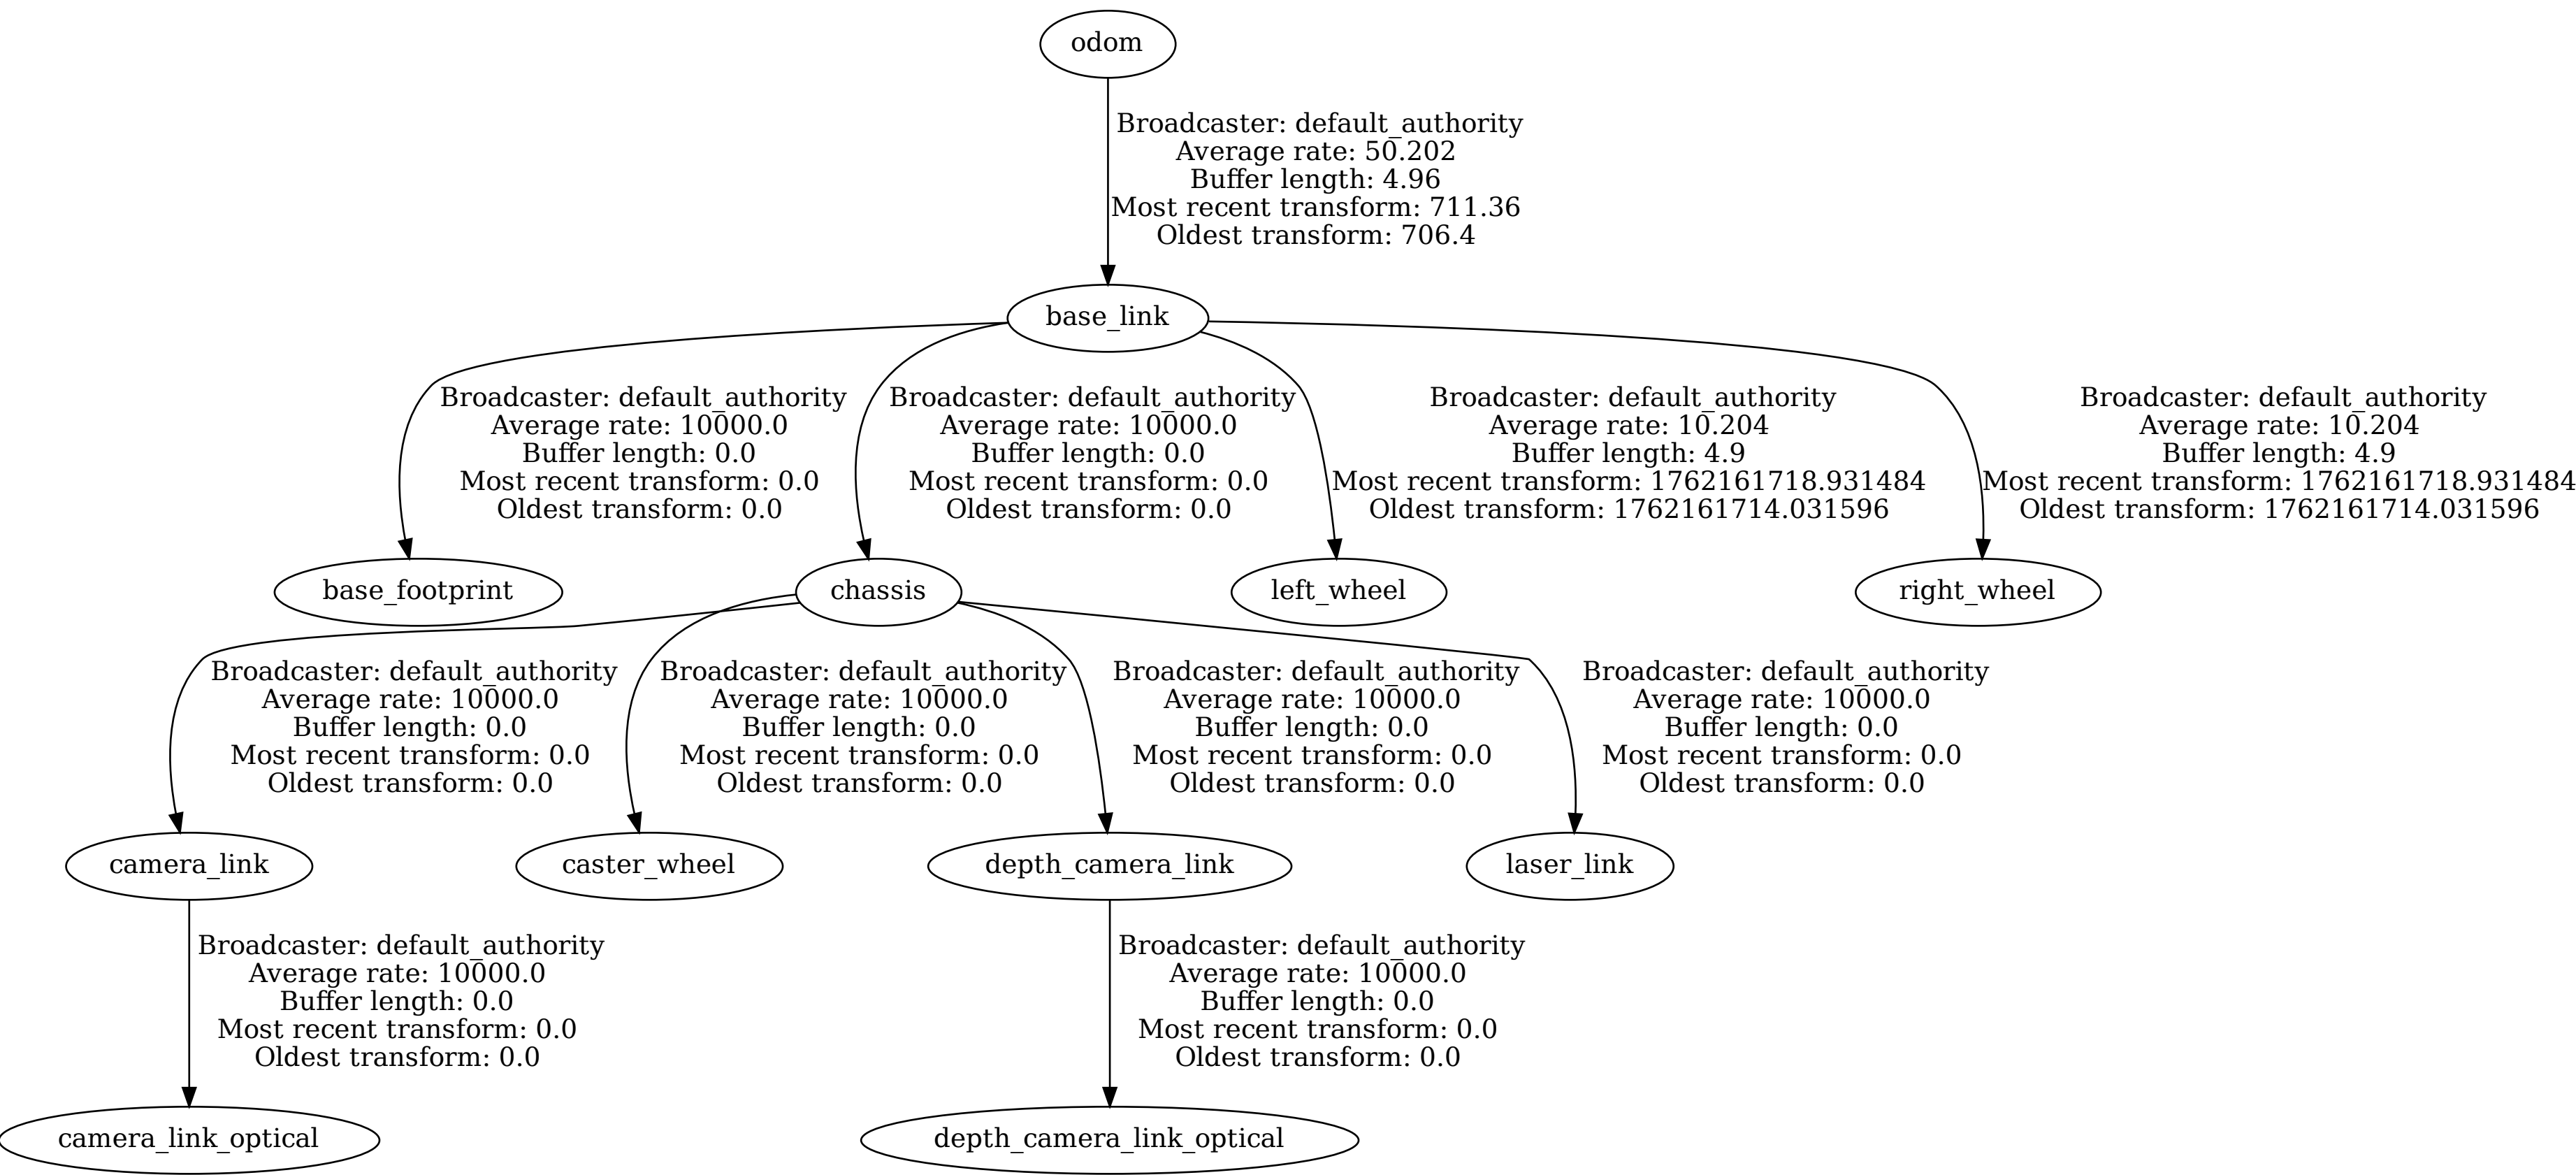 odom
Broadcaster: default_authority
Average rate: 50.202
Buffer length: 4.96
Most recent transform: 711.36
Oldest transform: 706.4
base_link
Broadcaster: default_authority
Average rate: 10000.0
Buffer length: 0.0
Most recent transform: 0.0
Oldest transform: 0.0
Broadcaster: default_authority
Average rate: 10000.0
Buffer length: 0.0
Most recent transform: 0.0
Oldest transform: 0.0
Broadcaster: default_authority
Average rate: 10.204
Buffer length: 4.9
Most recent transform: 1762161718.931484
Oldest transform: 1762161714.031596
Broadcaster: default_authority
Average rate: 10.204
Buffer length: 4.9
Most recent transform: 1762161718.931484
Oldest transform: 1762161714.031596
base_footprint
chassis
left_wheel
right_wheel
Broadcaster: default_authority
Average rate: 10000.0
Buffer length: 0.0
Most recent transform: 0.0
Oldest transform: 0.0
Broadcaster: default_authority
Average rate: 10000.0
Buffer length: 0.0
Most recent transform: 0.0
Oldest transform: 0.0
Broadcaster: default_authority
Average rate: 10000.0
Buffer length: 0.0
Most recent transform: 0.0
Oldest transform: 0.0
Broadcaster: default_authority
Average rate: 10000.0
Buffer length: 0.0
Most recent transform: 0.0
Oldest transform: 0.0
camera_link
caster_wheel
depth_camera_link
laser_link
Broadcaster: default_authority
Average rate: 10000.0
Buffer length: 0.0
Most recent transform: 0.0
Oldest transform: 0.0
Broadcaster: default_authority
Average rate: 10000.0
Buffer length: 0.0
Most recent transform: 0.0
Oldest transform: 0.0
camera_link_optical
depth_camera_link_optical